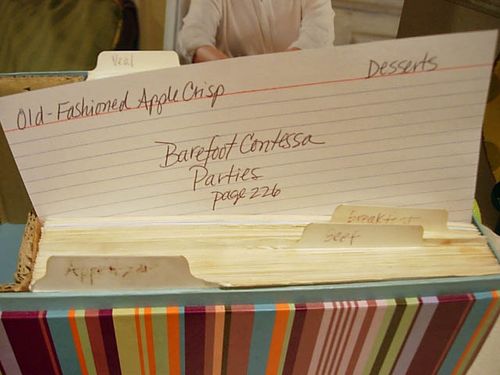 Veal
Old-Fashioned Apple Crisp
Desserts
Barefoot Contessa
Parties
page 226
breakfast
beef
Appetizer